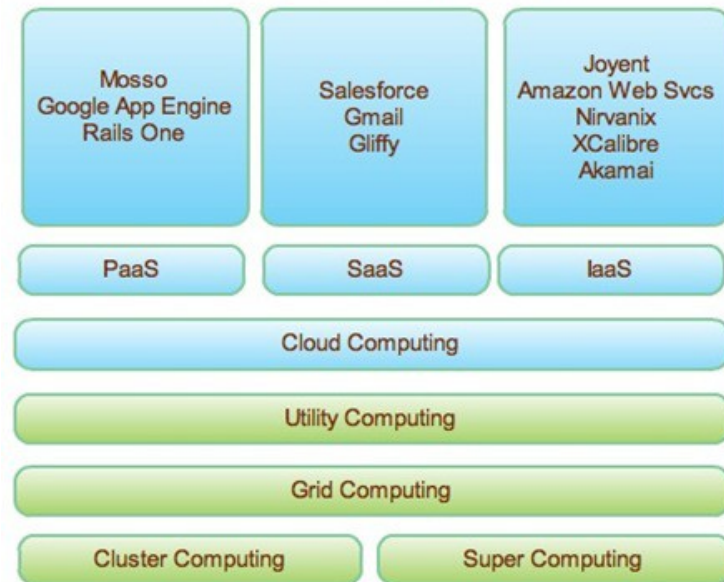 Mosso
Google App Engine
Rails One
Salesforce
Gmail
Gliffy
Joyent
Amazon Web Svcs
Nirvanix
XCalibre
Akamai
PaaS
SaaS
IaaS
Cloud Computing
Utility Computing
Grid Computing
Cluster Computing
Super Computing